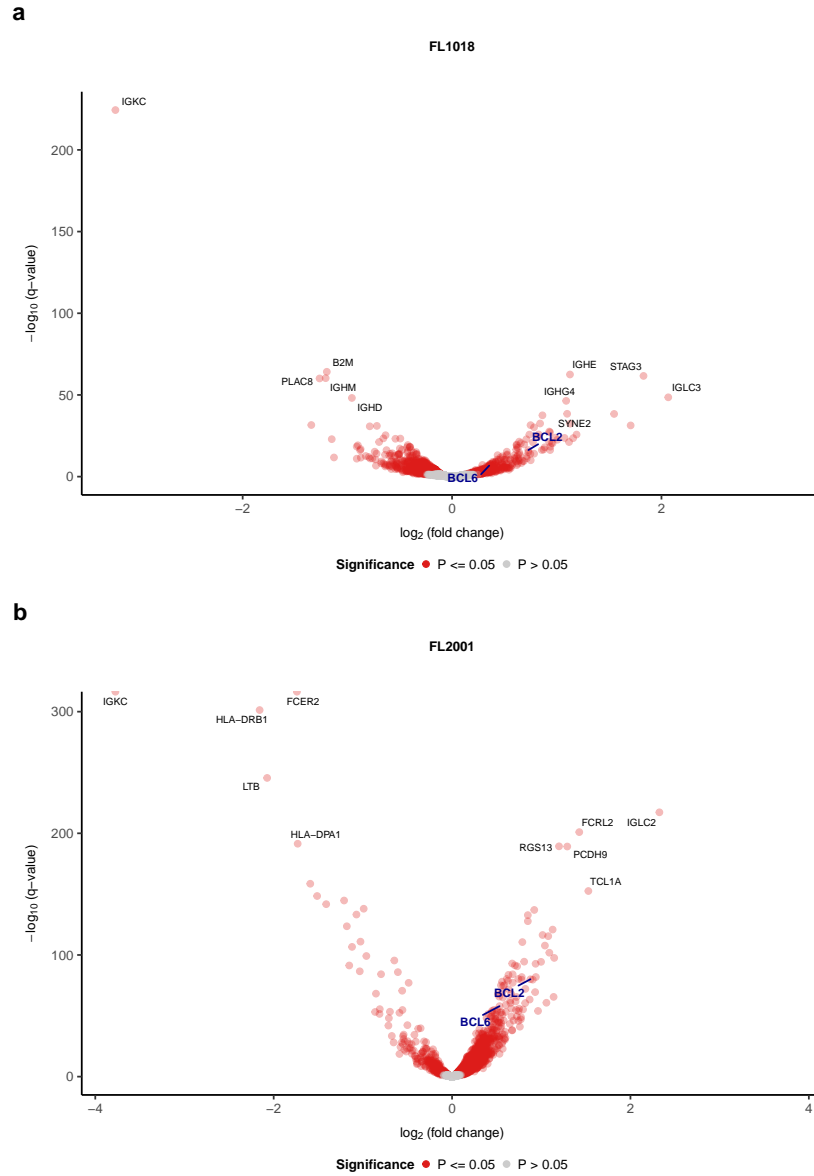 a
FL1018
IGKC
200
150
100
50
0
−log10 (q−value)
B2M
PLAC8
IGHM
IGHD
IGHE
STAG3
IGHG4
IGLC3
SYNE2
BCL2
BCL6
−2
0
2
log2 (fold change)
Significance P <= 0.05 P > 0.05
b
FL2001
IGKC
FCER2
HLA−DRB1
LTB
HLA−DPA1
FCRL2
IGLC2
RGS13
PCDH9
TCL1A
BCL2
BCL6
300
200
100
0
−log10 (q−value)
−4
−2
0
2
4
log2 (fold change)
Significance P <= 0.05 P > 0.05